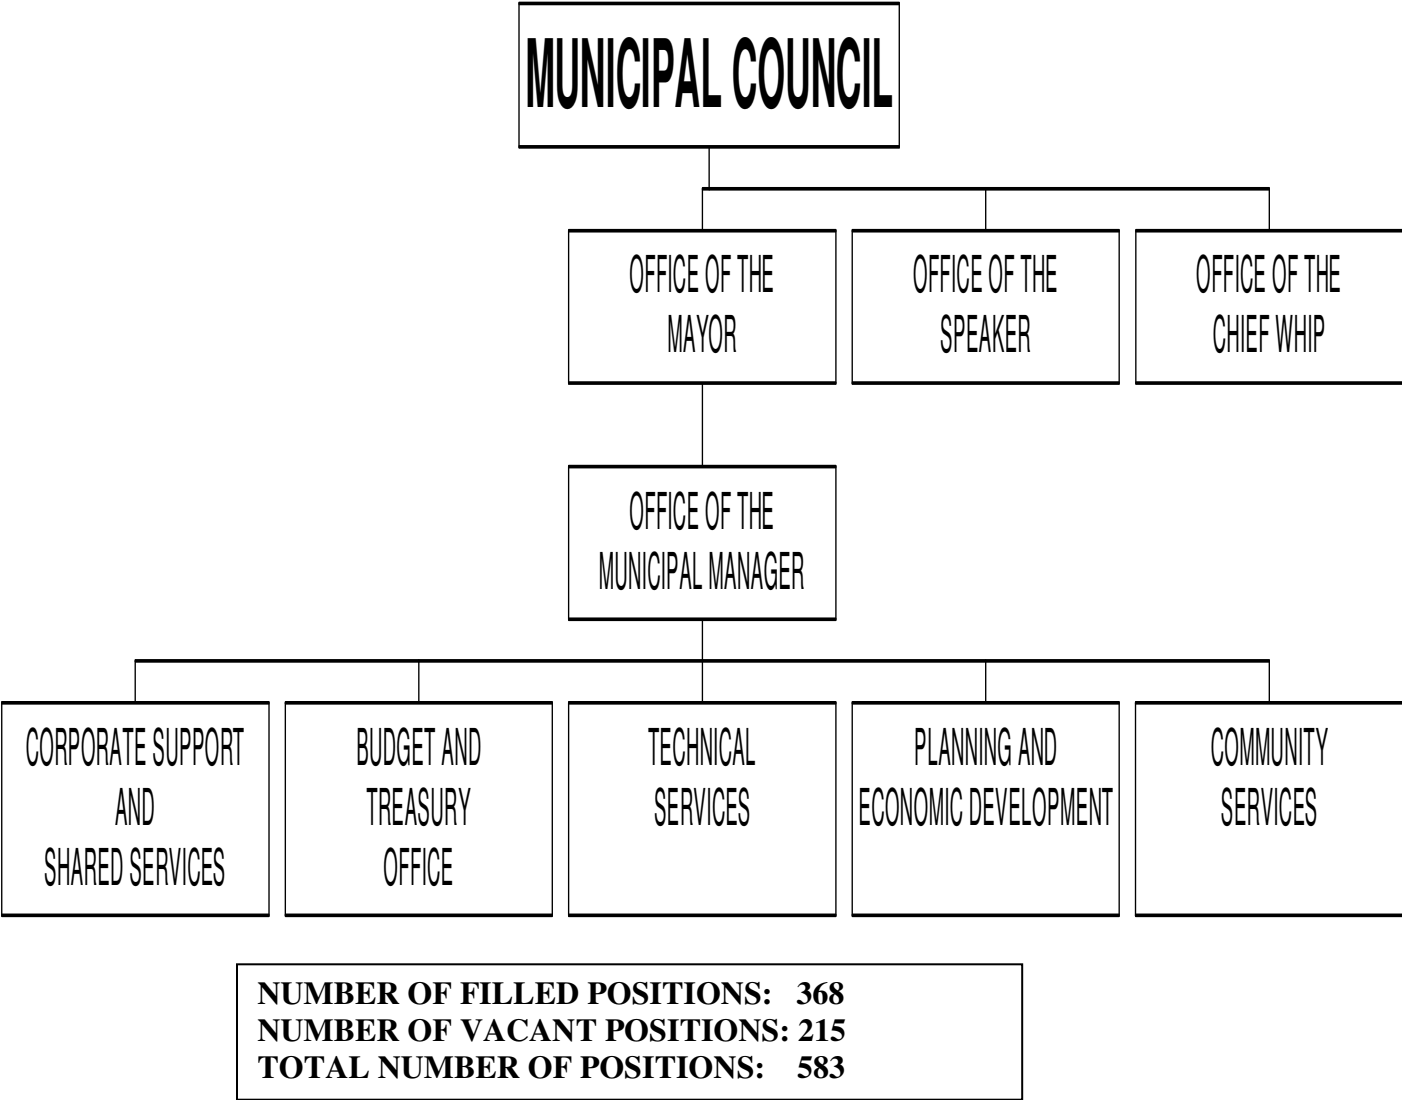 MUNICIPAL COUNCIL
OFFICE OF THE
MAYOR
OFFICE OF THE
SPEAKER
OFFICE OF THE
CHIEF WHIP
OFFICE OF THE
MUNICIPAL MANAGER
CORPORATE SUPPORT
AND
SHARED SERVICES
BUDGET AND
TREASURY
OFFICE
TECHNICAL
SERVICES
PLANNING AND
ECONOMIC DEVELOPMENT
COMMUNITY
SERVICES
NUMBER OF FILLED POSITIONS: 368
NUMBER OF VACANT POSITIONS: 215
TOTAL NUMBER OF POSITIONS: 583